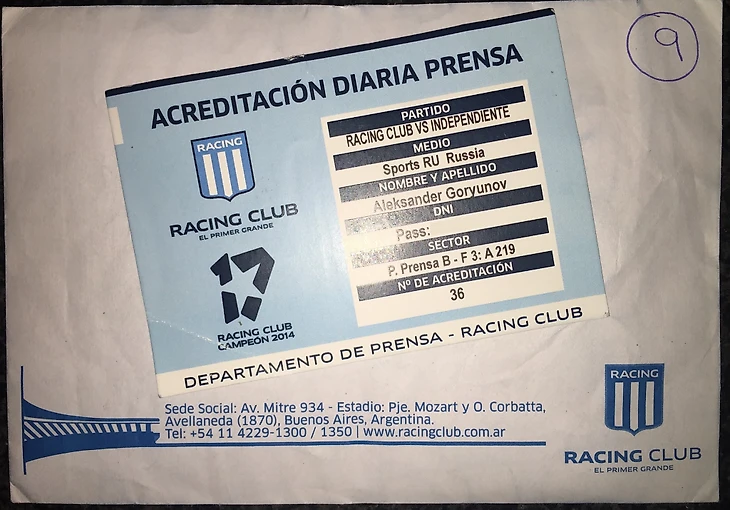 9
ACREDITACIÓN DIARIA PRENSA
RACING
RACING CLUB
EL PRIMER GRANDE
17
RACING CLUB
CAMPEÓN 2014
PARTIDO
RACING CLUB VS INDEPENDIENTE
MEDIO
Sports RU Russia
NOMBRE Y APELLIDO
Aleksander Goryunov
DNI
Pass:
SECTOR
P. Prensa B - F 3: A 219
Nº DE ACREDITACIÓN
36
DEPARTAMENTO DE PRENSA - RACING CLUB
Sede Social: Av. Mitre 934 - Estadio: Pje. Mozart y O. Corbatta,
Avellaneda (1870), Buenos Aires, Argentina.
Tel: +54 11 4229-1300 / 1350 | www.racingclub.com.ar
RACING
RACING CLUB
EL PRIMER GRANDE